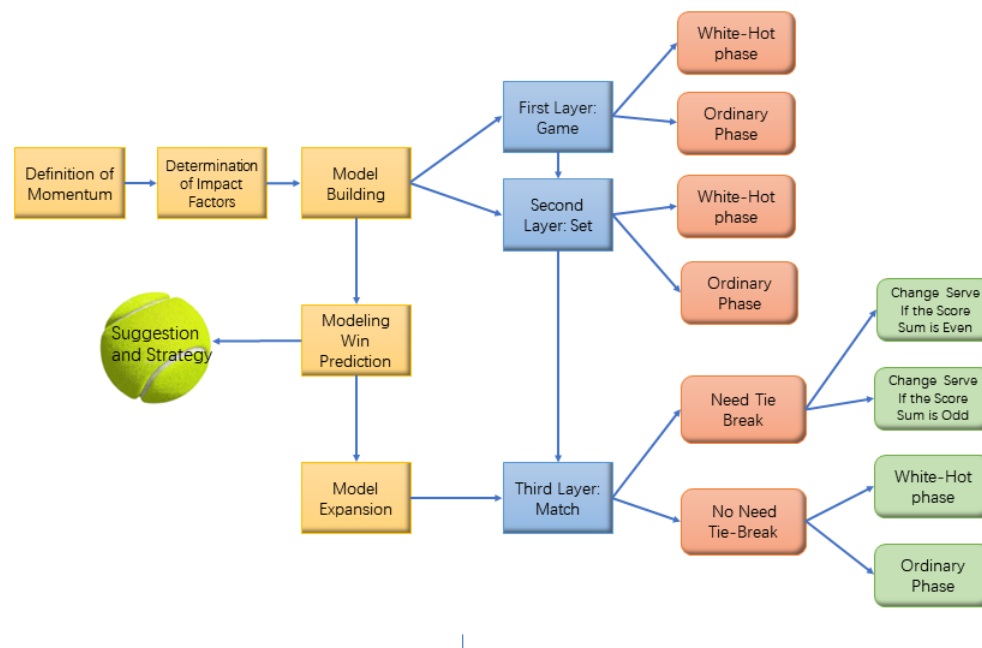 White-Hot
phase
First Layer:
Game
Ordinary
Phase
Definition of
Momentum
Determination
of Impact
Factors
Model
Building
Second
Layer: Set
White-Hot
phase
Ordinary
Phase
Suggestion
and Strategy
Modeling
Win
Prediction
Change Serve
If the Score
Sum is Even
Need Tie
Break
Change Serve
If the Score
Sum is Odd
Model
Expansion
Third Layer:
Match
No Need
Tie-Break
White-Hot
phase
Ordinary
Phase